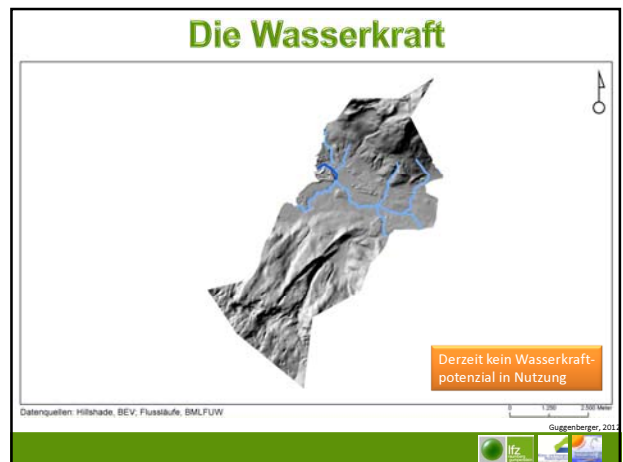 Die Wasserkraft
Derzeit kein Wasserkraft-
potenzial in Nutzung
Datenquellen: Hillshade, BEV; Flussläufe, BMLFUW
0 1.250 2.500 Meter
Guggenberger, 2012
lfz